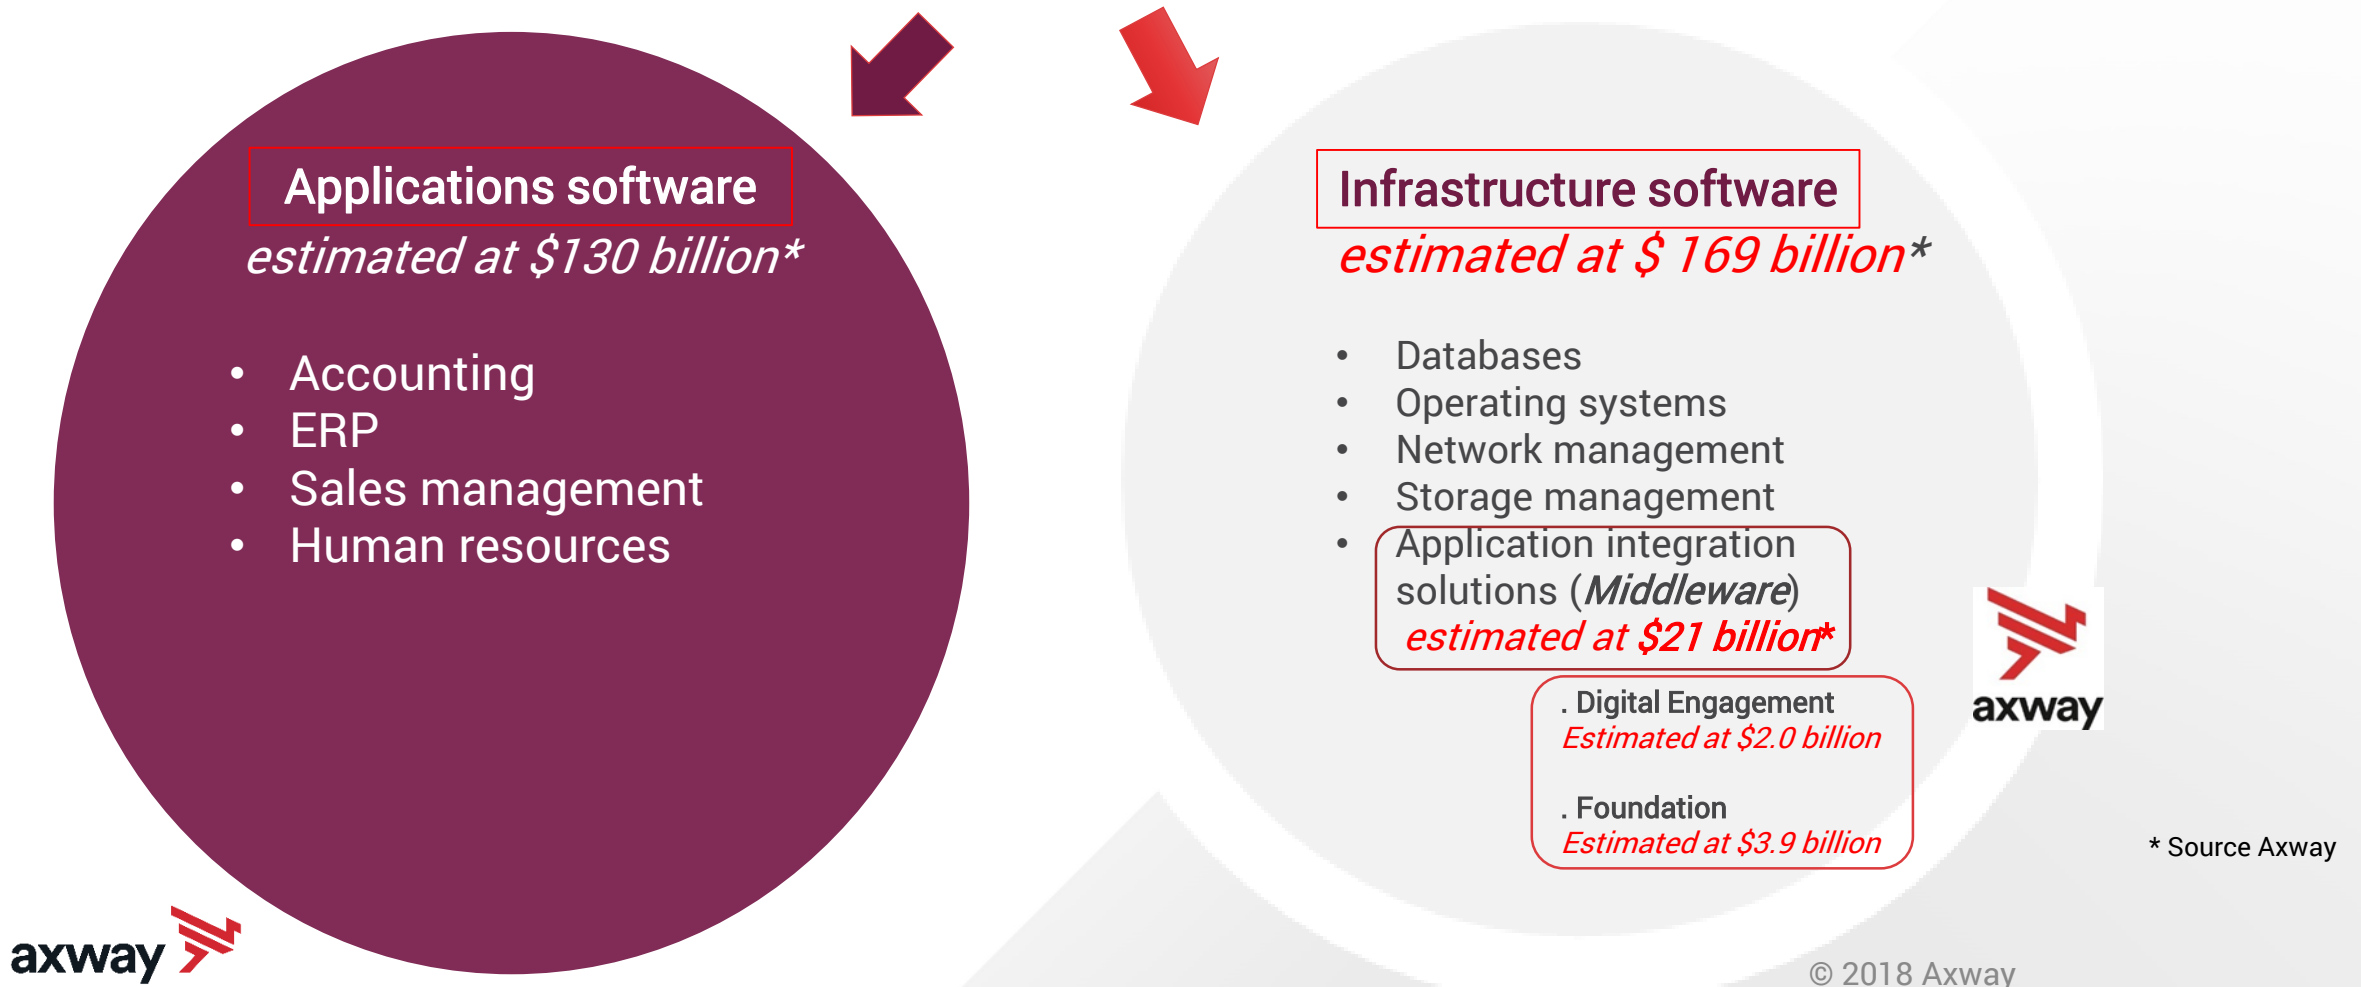 Applications software
estimated at $130 billion*
• Accounting
• ERP
• Sales management
• Human resources
Infrastructure software
estimated at $ 169 billion*
• Databases
• Operating systems
• Network management
• Storage management
• Application integration
solutions (Middleware)
estimated at $21 billion*
. Digital Engagement
Estimated at $2.0 billion
. Foundation
Estimated at $3.9 billion
axway
* Source Axway
axway
© 2018 Axway